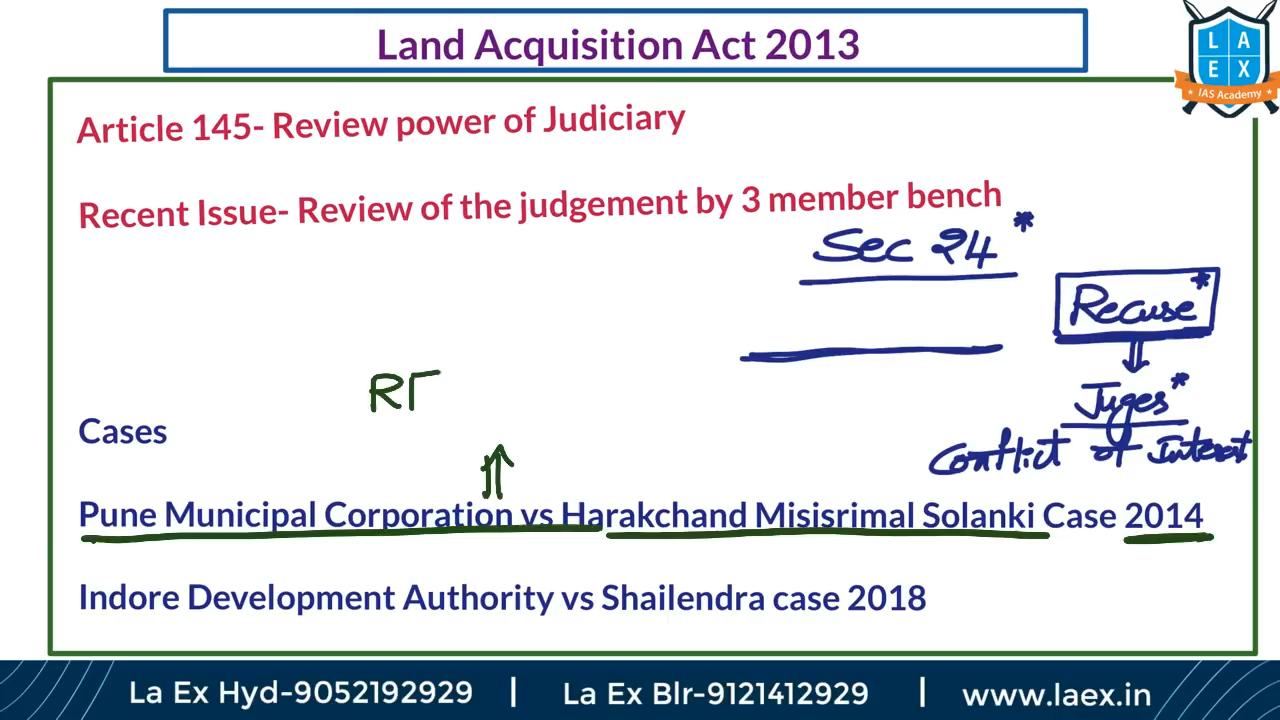 Land Acquisition Act 2013
L A
E X
IAS Academy
Article 145- Review power of Judiciary
Recent Issue- Review of the judgement by 3 member bench
Sec 24 *
Recuse *
Juges *
Conflict of Interest
Cases
Pune Municipal Corporation vs Harakchand Misisrimal Solanki Case 2014
Indore Development Authority vs Shailendra case 2018
La Ex Hyd-9052192929 | La Ex Blr-9121412929 | www.laex.in